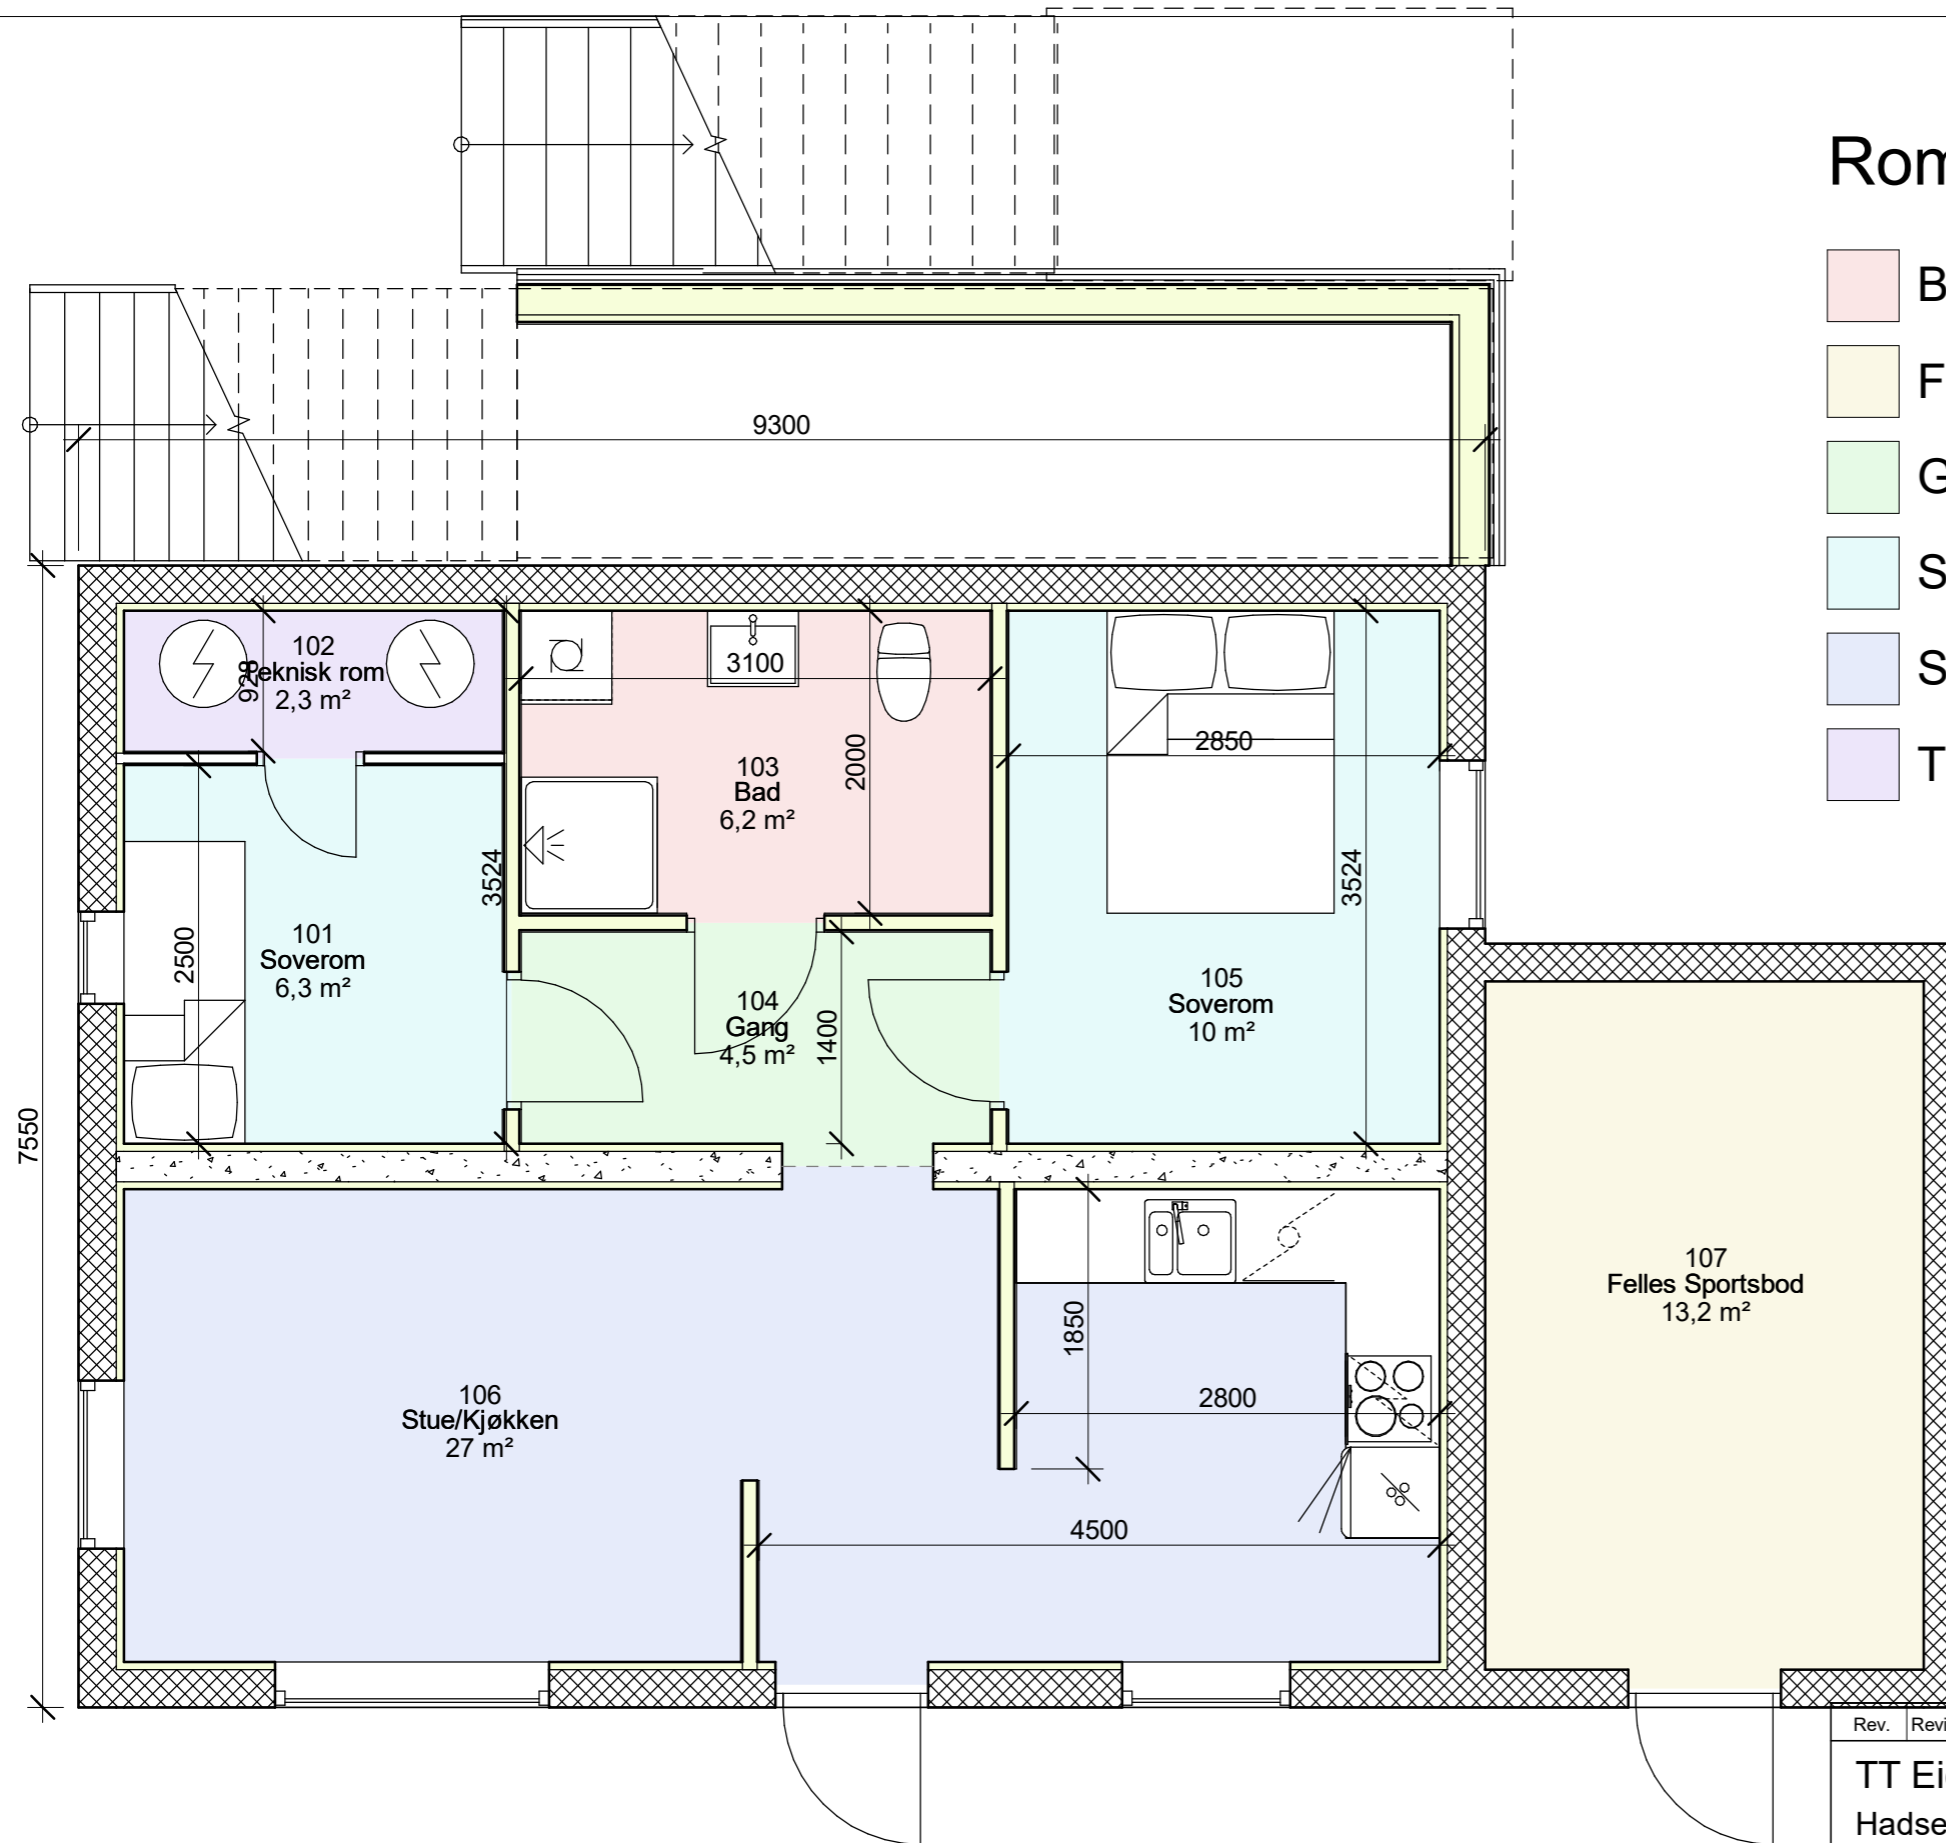 Rom
B
F
G
S
S
T
9300
102
Teknisk rom
2,3 m²
928
3100
2000
2850
103
Bad
6,2 m²
3524
3524
2500
101
Soverom
6,3 m²
104
Gang
4,5 m²
1400
105
Soverom
10 m²
7550
107
Felles Sportsbod
13,2 m²
1850
106
Stue/Kjøkken
27 m²
2800
4500
Rev.
Revi
TT Ei
Hadse